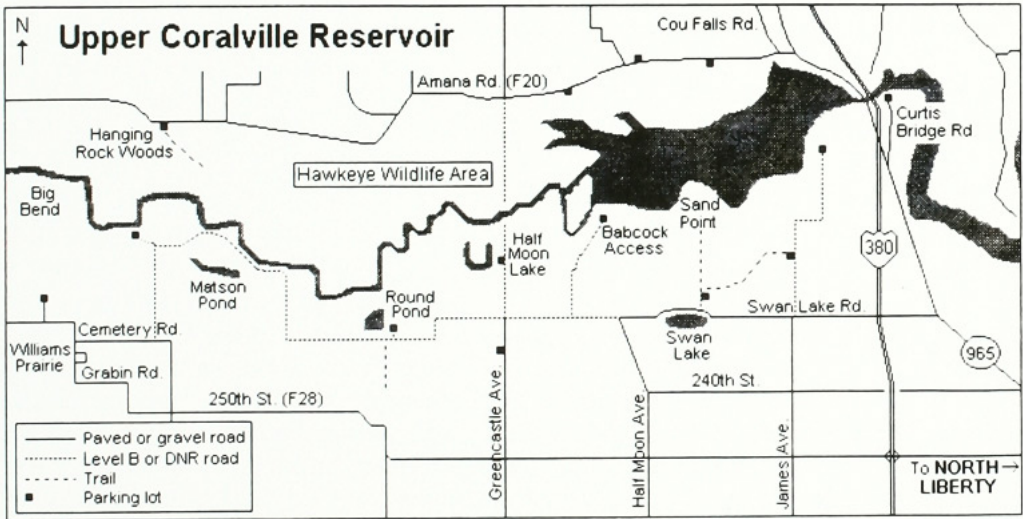 N
Upper Coralville Reservoir
Cou Falls Rd.
Amana Rd. (F20)
Hanging
Rock Woods
Curtis
Bridge Rd
Hawkeye Wildlife Area
Big
Bend
Sand
Point
Babcock
Access
Half
Moon
Lake
380
Matson
Pond
Round
Pond
Swan Lake Rd.
Cemetery Rd
Swan
Lake
965
Williams
Prairie
Grabin Rd.
240th St.
250th St. (F28)
Greencastle Ave.
Half Moon Ave.
James Ave.
Paved or gravel road
Level B or DNR road
Trail
Parking lot
To NORTH →
LIBERTY